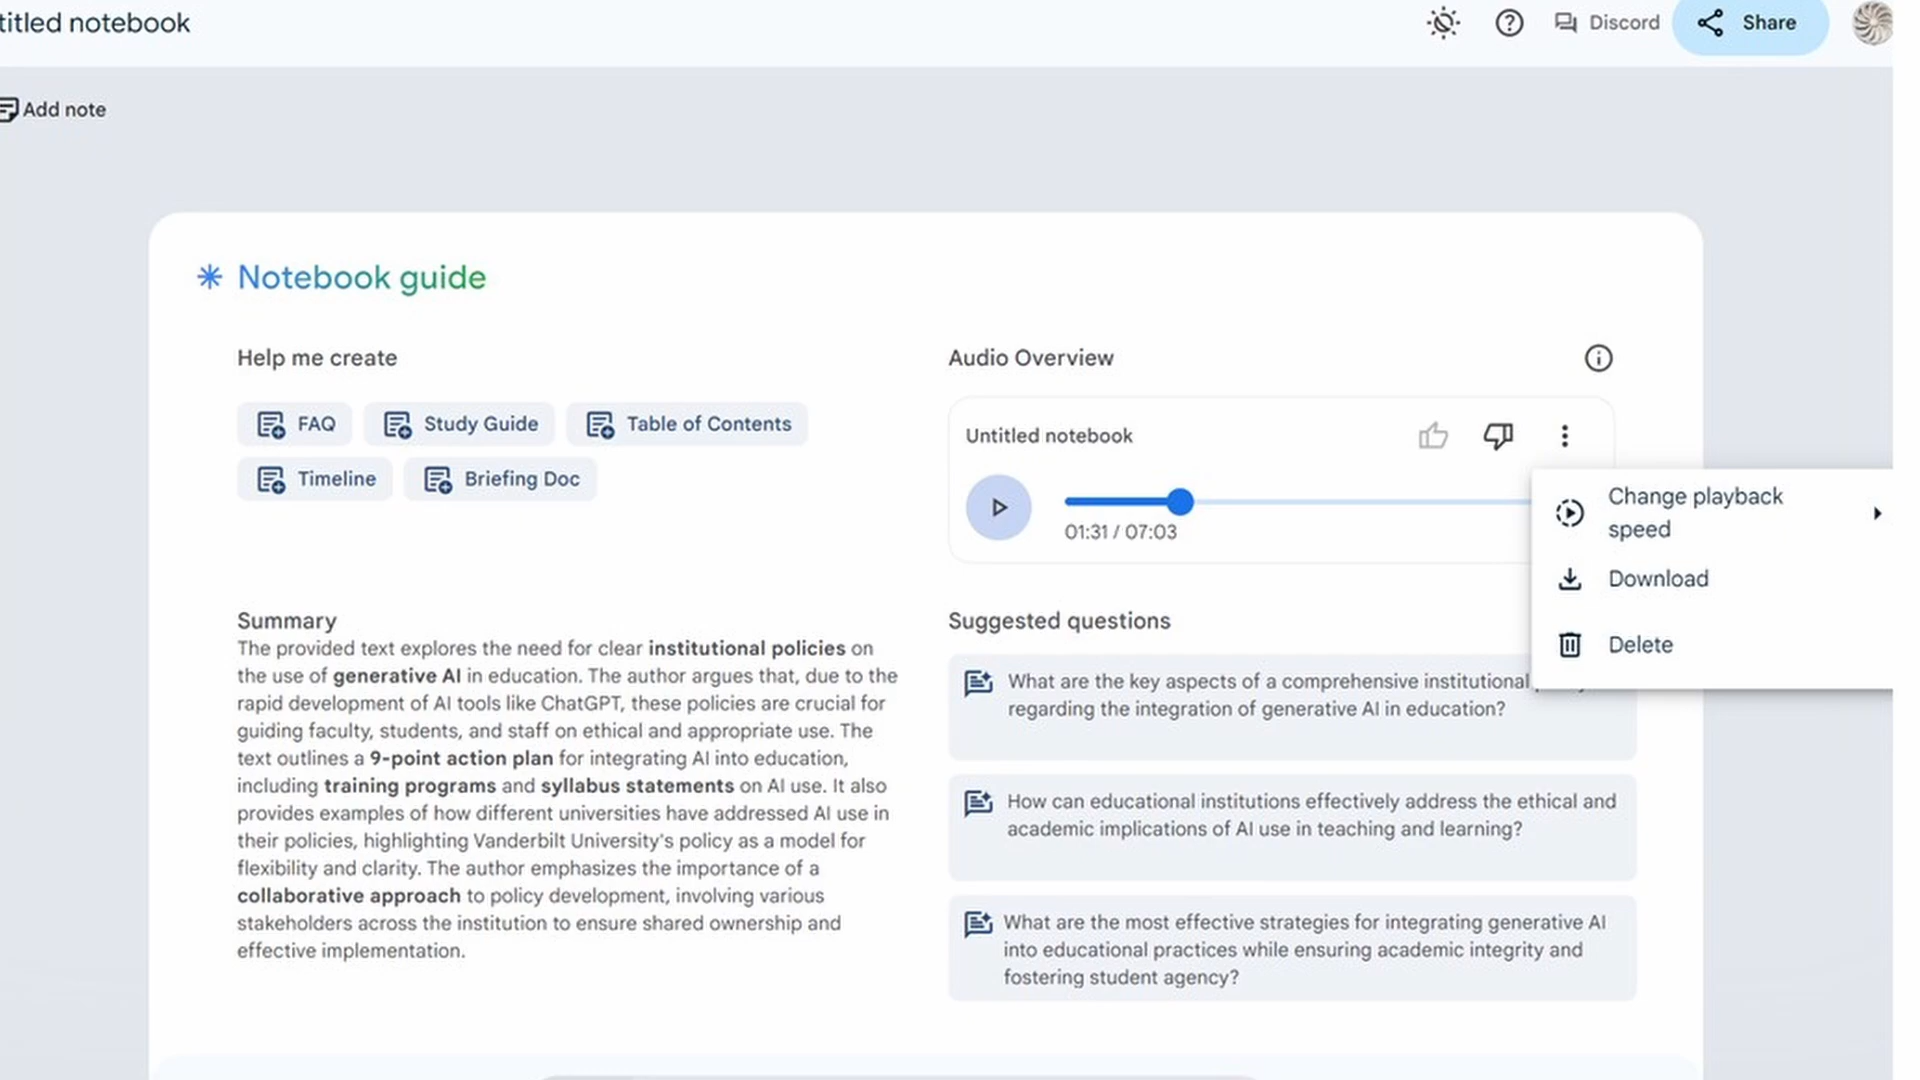 titled notebook
Discord
Share
Add note
Notebook guide
Help me create
FAQ
Study Guide
Table of Contents
Timeline
Briefing Doc
Audio Overview
Untitled notebook
01:31 / 07:03
Change playback
speed
Download
Delete
Summary
The provided text explores the need for clear institutional policies on
the use of generative AI in education. The author argues that, due to the
rapid development of AI tools like ChatGPT, these policies are crucial for
guiding faculty, students, and staff on ethical and appropriate use. The
text outlines a 9-point action plan for integrating AI into education,
including training programs and syllabus statements on AI use. It also
provides examples of how different universities have addressed AI use in
their policies, highlighting Vanderbilt University's policy as a model for
flexibility and clarity. The author emphasizes the importance of a
collaborative approach to policy development, involving various
stakeholders across the institution to ensure shared ownership and
effective implementation.
Suggested questions
What are the key aspects of a comprehensive institutional
regarding the integration of generative AI in education?
How can educational institutions effectively address the ethical and
academic implications of AI use in teaching and learning?
What are the most effective strategies for integrating generative AI
into educational practices while ensuring academic integrity and
fostering student agency?